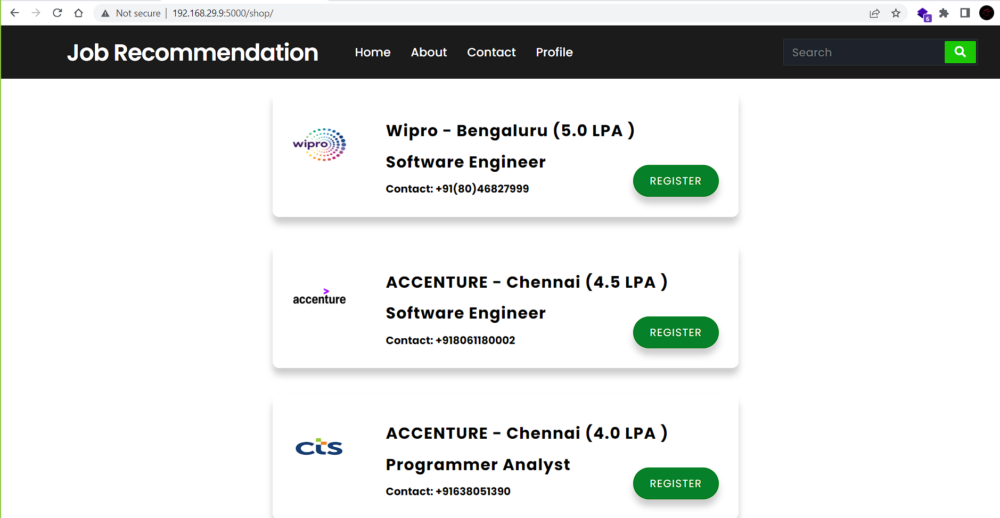 Not secure | 192.168.29.9:5000/shop/
6
Job Recommendation
Home About Contact Profile
Search
wipro
Wipro - Bengaluru (5.0 LPA )
Software Engineer
Contact: +91(80)46827999
REGISTER
accenture
ACCENTURE - Chennai (4.5 LPA )
Software Engineer
Contact: +918061180002
REGISTER
cts
ACCENTURE - Chennai (4.0 LPA )
Programmer Analyst
Contact: +91638051390
REGISTER